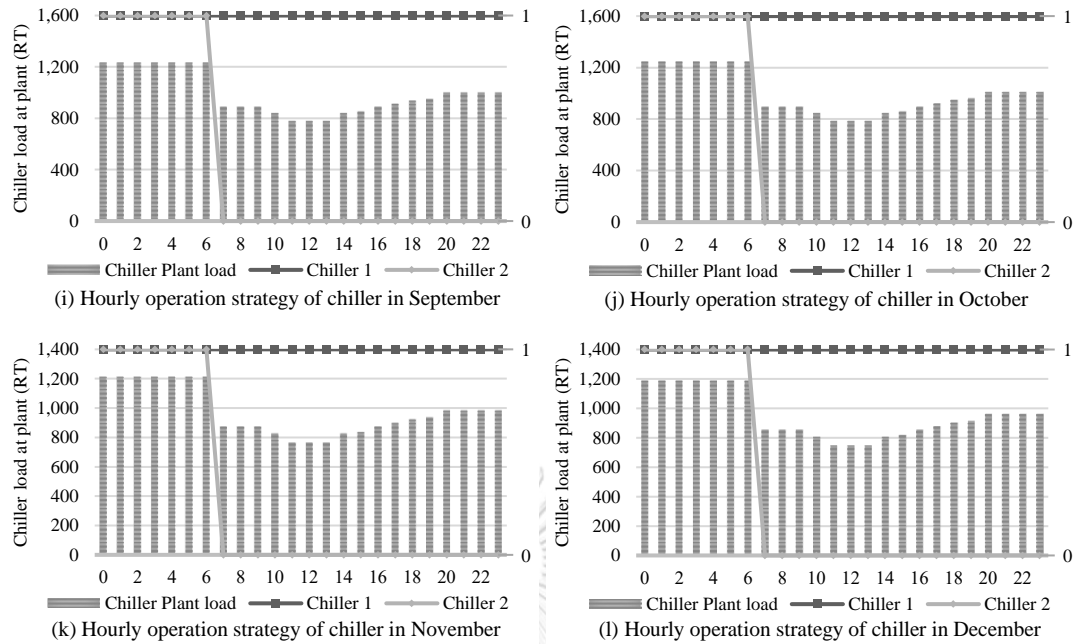 1,600
1,200
800
400
0
1
0
Chiller load at plant (RT)
0 2 4 6 8 10 12 14 16 18 20 22
Chiller Plant load Chiller 1 Chiller 2
(i) Hourly operation strategy of chiller in September
1,600
1,200
800
400
0
1
0
Chiller load at plant (RT)
0 2 4 6 8 10 12 14 16 18 20 22
Chiller Plant load Chiller 1 Chiller 2
(j) Hourly operation strategy of chiller in October
1,400
1,200
1,000
800
600
400
200
0
1
0
Chiller load at plant (RT)
0 2 4 6 8 10 12 14 16 18 20 22
Chiller Plant load Chiller 1 Chiller 2
(k) Hourly operation strategy of chiller in November
1,400
1,200
1,000
800
600
400
200
0
1
0
Chiller load at plant (RT)
0 2 4 6 8 10 12 14 16 18 20 22
Chiller Plant load Chiller 1 Chiller 2
(l) Hourly operation strategy of chiller in December